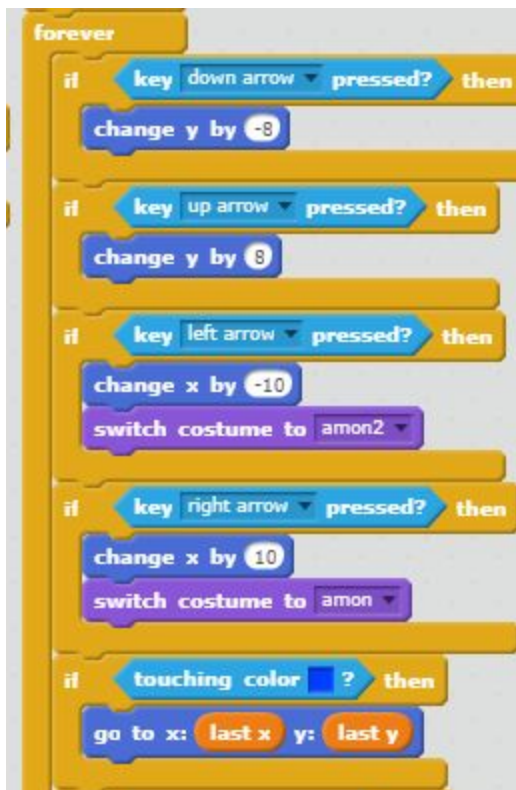 forever
if key down arrow pressed? then
change y by -8
if key up arrow pressed? then
change y by 8
if key left arrow pressed? then
change x by -10
switch costume to amon2
if key right arrow pressed? then
change x by 10
switch costume to amon
if touching color ? then
go to x: last x y: last y